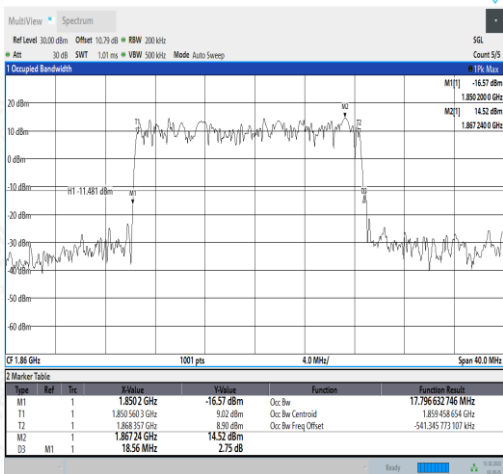 MultiView Spectrum
Ref Level 30.00 dBm Offset 10.79 dB RBW 200 kHz SGL
Att 30 dB SWT 1.01 ms VBW 500 kHz Mode Auto Sweep Count 5/5
1 Occupied Bandwidth 1Pk Max
M1[1] -16.57 dBm
1.850 200 0 GHz
M2[1] 14.52 dBm
1.867 240 0 GHz
20 dBm
M2
T1 T2
10 dBm
0 dBm
-10 dBm
H1 -11.481 dBm M1
-20 dBm
-30 dBm
-40 dBm
-50 dBm
-60 dBm
CF 1.86 GHz 1001 pts 4.0 MHz/ Span 40.0 MHz
2 Marker Table
Type Ref Trc X-Value Y-Value Function Function Result
M1 1 1.850 2 GHz -16.57 dBm Occ Bw 17.796 632 746 MHz
T1 1 1.850 560 3 GHz 9.02 dBm Occ Bw Centroid 1.859 458 654 GHz
T2 1 1.868 357 GHz 8.90 dBm Occ Bw Freq Offset -541.345 773 107 kHz
M2 1 1.867 24 GHz 14.52 dBm
D3 M1 1 18.56 MHz 2.75 dB
Ready